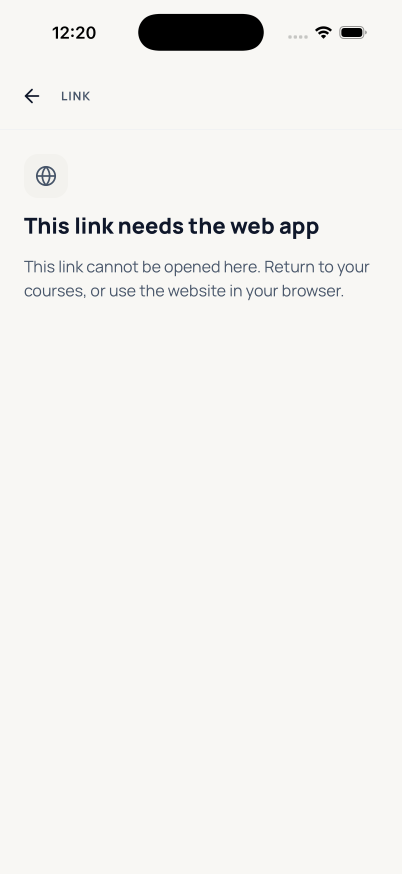 12:20
LINK
This link needs the web app
This link cannot be opened here. Return to your
courses, or use the website in your browser.